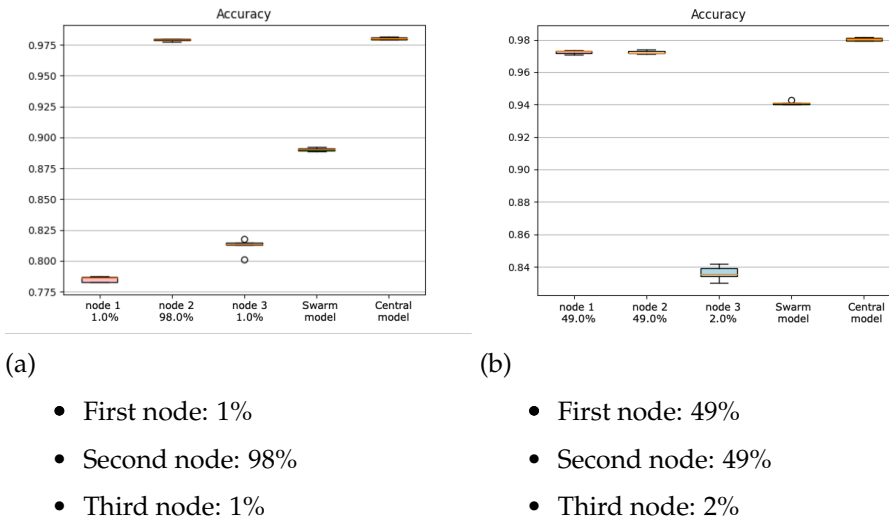 Accuracy
0.975
0.950
0.925
0.900
0.875
0.850
0.825
0.800
0.775
node 1
1.0%
node 2
98.0%
node 3
1.0%
Swarm
model
Central
model
Accuracy
0.98
0.96
0.94
0.92
0.90
0.88
0.86
0.84
node 1
49.0%
node 2
49.0%
node 3
2.0%
Swarm
model
Central
model
(a)
• First node: 1%
• Second node: 98%
• Third node: 1%
(b)
• First node: 49%
• Second node: 49%
• Third node: 2%